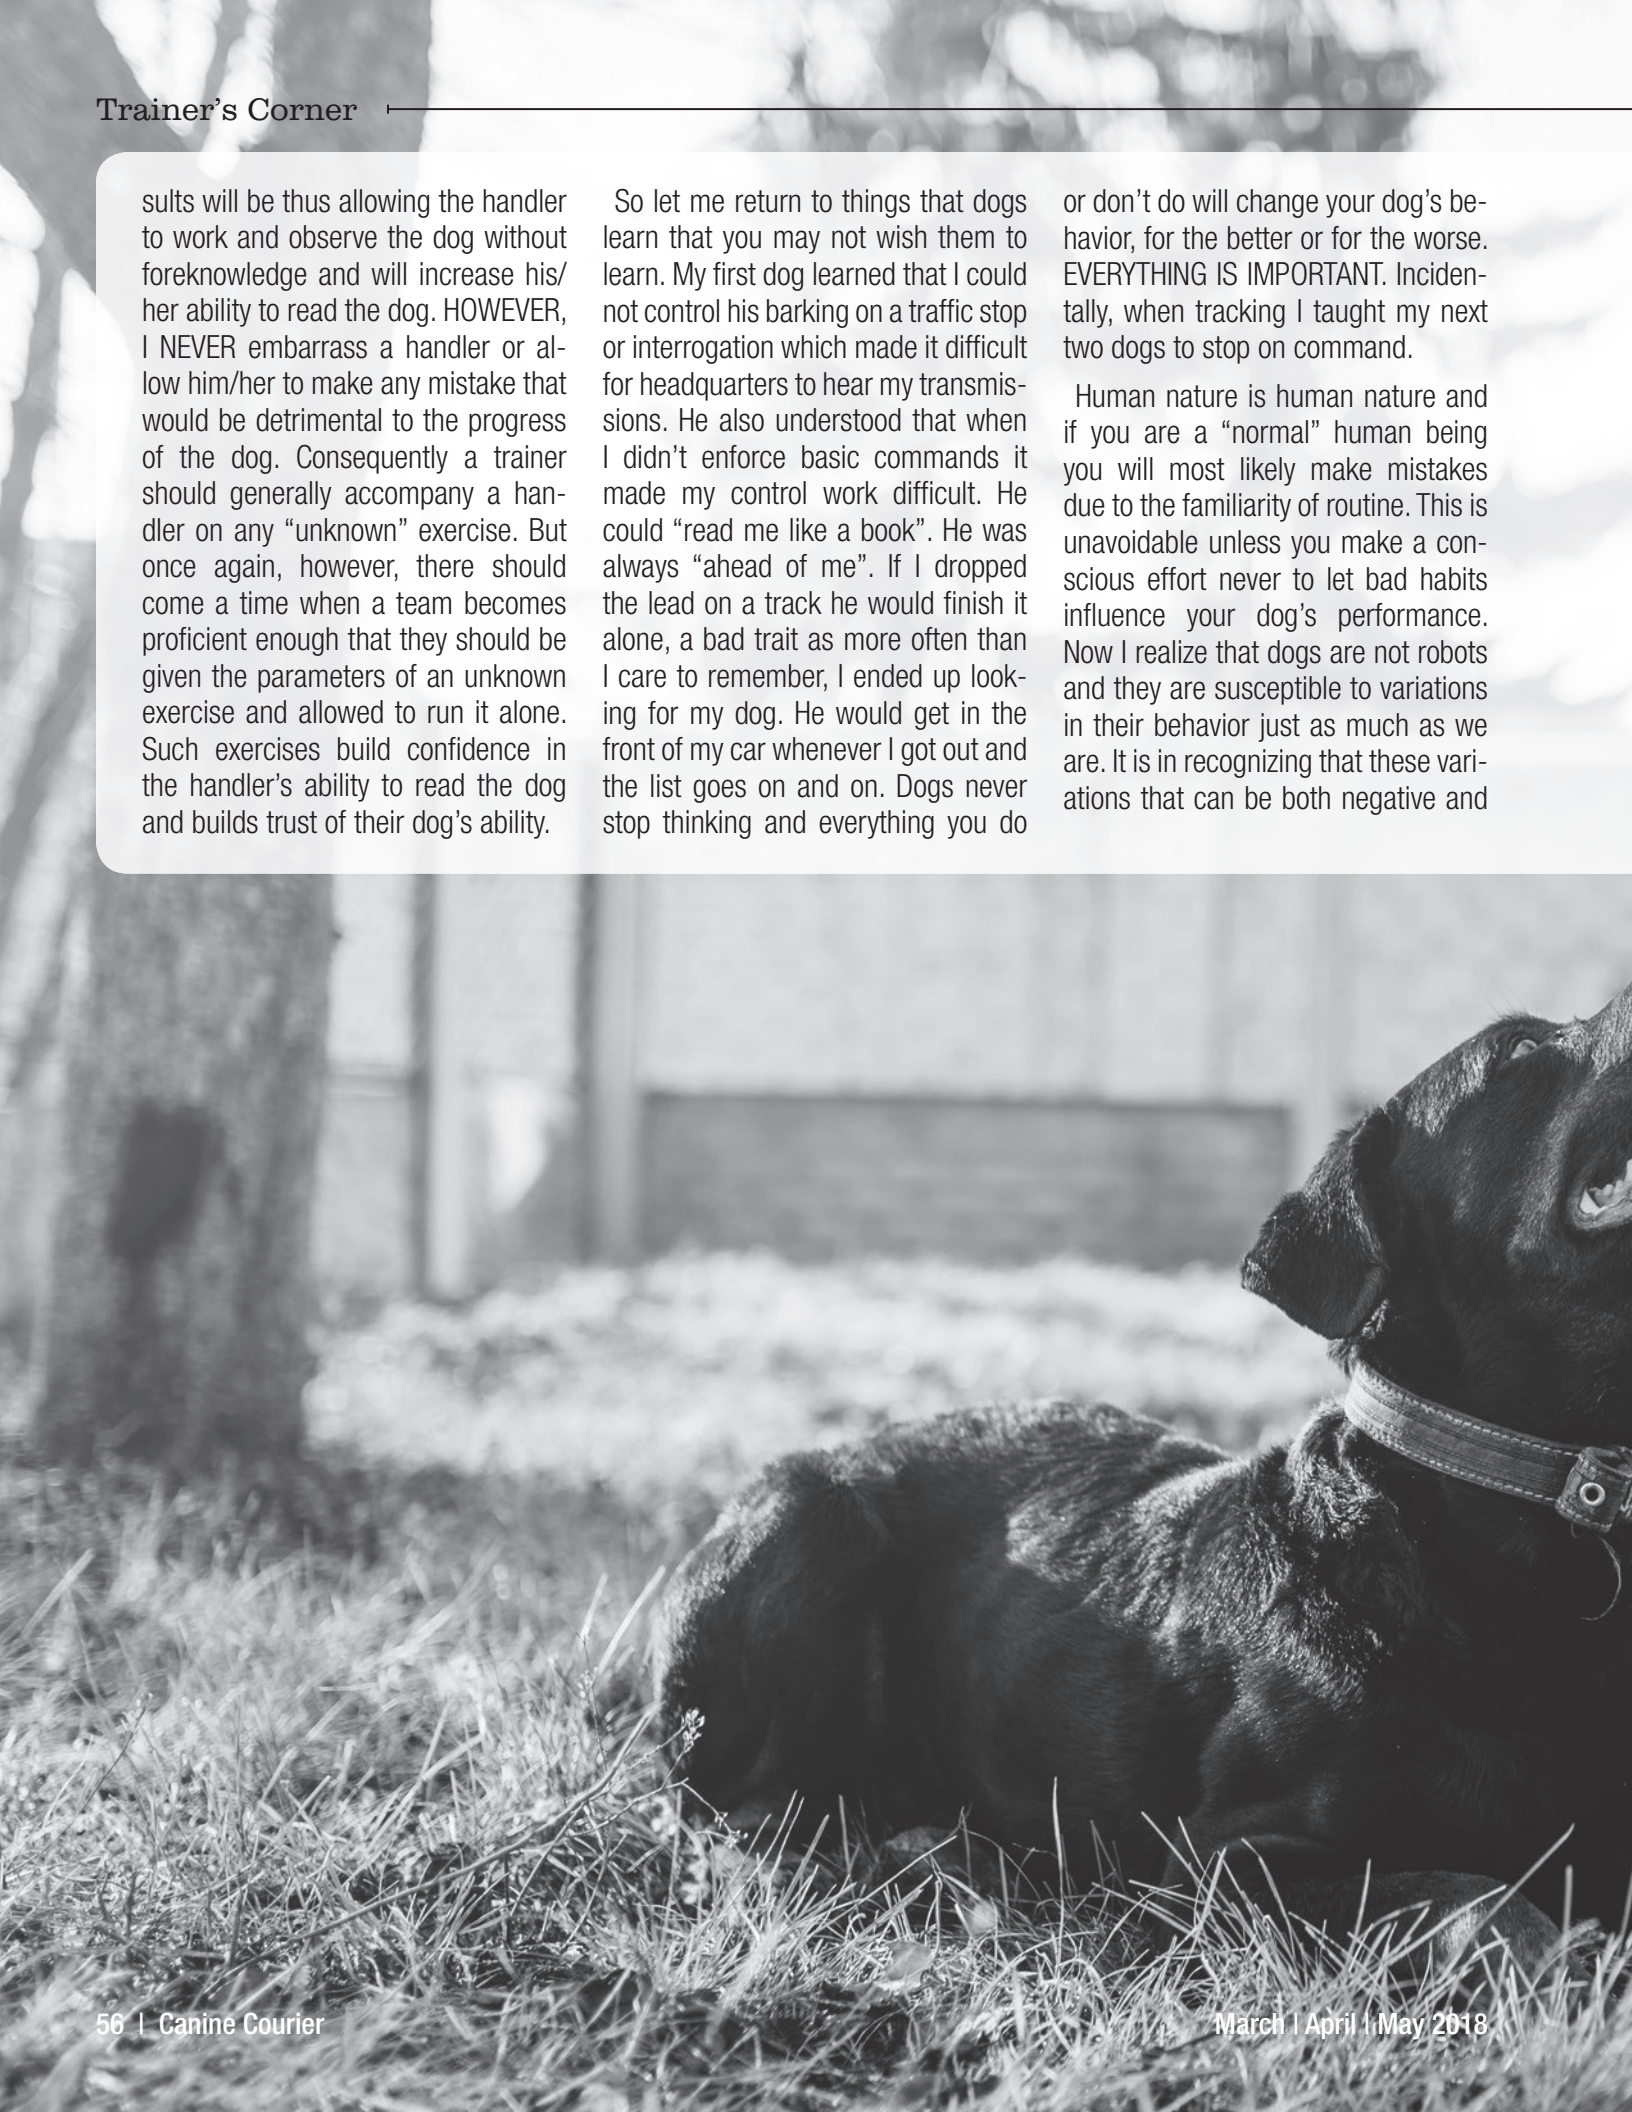 Trainer’s Corner
sults will be thus allowing the handler
to work and observe the dog without
foreknowledge and will increase his/
her ability to read the dog. HOWEVER,
I NEVER embarrass a handler or al-
low him/her to make any mistake that
would be detrimental to the progress
of the dog. Consequently a trainer
should generally accompany a han-
dler on any “unknown” exercise. But
once again, however, there should
come a time when a team becomes
proficient enough that they should be
given the parameters of an unknown
exercise and allowed to run it alone.
Such exercises build confidence in
the handler’s ability to read the dog
and builds trust of their dog’s ability.
So let me return to things that dogs
learn that you may not wish them to
learn. My first dog learned that I could
not control his barking on a traffic stop
or interrogation which made it difficult
for headquarters to hear my transmis-
sions. He also understood that when
I didn’t enforce basic commands it
made my control work difficult. He
could “read me like a book”. He was
always “ahead of me”. If I dropped
the lead on a track he would finish it
alone, a bad trait as more often than
I care to remember, I ended up look-
ing for my dog. He would get in the
front of my car whenever I got out and
the list goes on and on. Dogs never
stop thinking and everything you do
or don’t do will change your dog’s be-
havior, for the better or for the worse.
EVERYTHING IS IMPORTANT. Inciden-
tally, when tracking I taught my next
two dogs to stop on command.
Human nature is human nature and
if you are a “normal” human being
you will most likely make mistakes
due to the familiarity of routine. This is
unavoidable unless you make a con-
scious effort never to let bad habits
influence your dog’s performance.
Now I realize that dogs are not robots
and they are susceptible to variations
in their behavior just as much as we
are. It is in recognizing that these vari-
ations that can be both negative and
56 | Canine Courier
March | April | May 2018